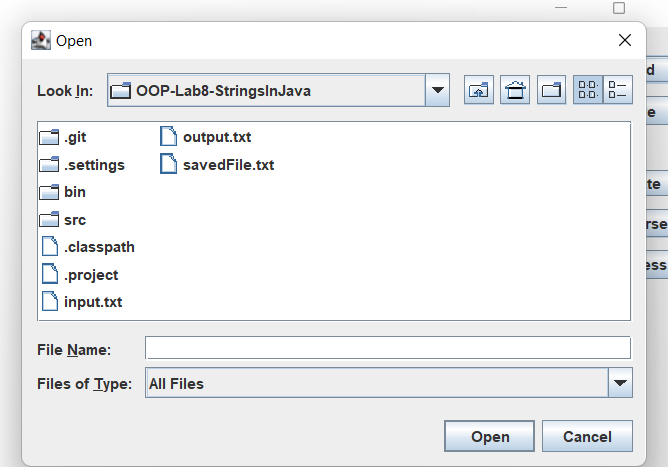 Open
Look In: OOP-Lab8-StringsInJava
.git
.settings
bin
src
.classpath
.project
input.txt
output.txt
savedFile.txt
File Name:
Files of Type: All Files
Open Cancel